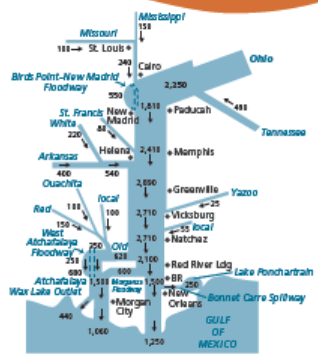 Mississippi
150
Missouri
100
St. Louis
240
Cairo
Ohio
Birds Point–New Madrid
Floodway
550
2,250
St. Francis
White
New
Madrid
1,810
Paducah
480
220
80
Tennessee
Helena
2,410
Memphis
Arkansas
400
540
Ouachita
2,890
Greenville
Yazoo
local
25
Red
100
100
2,710
Vicksburg
150
local
55
West
Atchafalaya
Floodway
Old
2,710
Natchez
250
620
2,100
Red River Ldg
250
600
Lake Ponchartrain
680
Atchafalaya
1,500
Morganza
Floodway
1,500
BR
250
Wax Lake Outlet
Morgan
City
New
Orleans
Bonnet Carre Spillway
440
1,060
1,250
GULF
OF
MEXICO